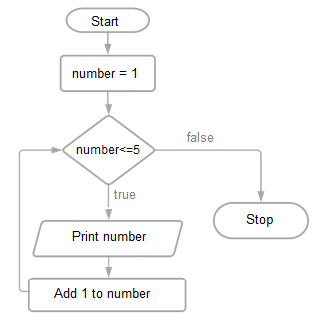 Start
number = 1
number<=5
false
true
Print number
Stop
Add 1 to number